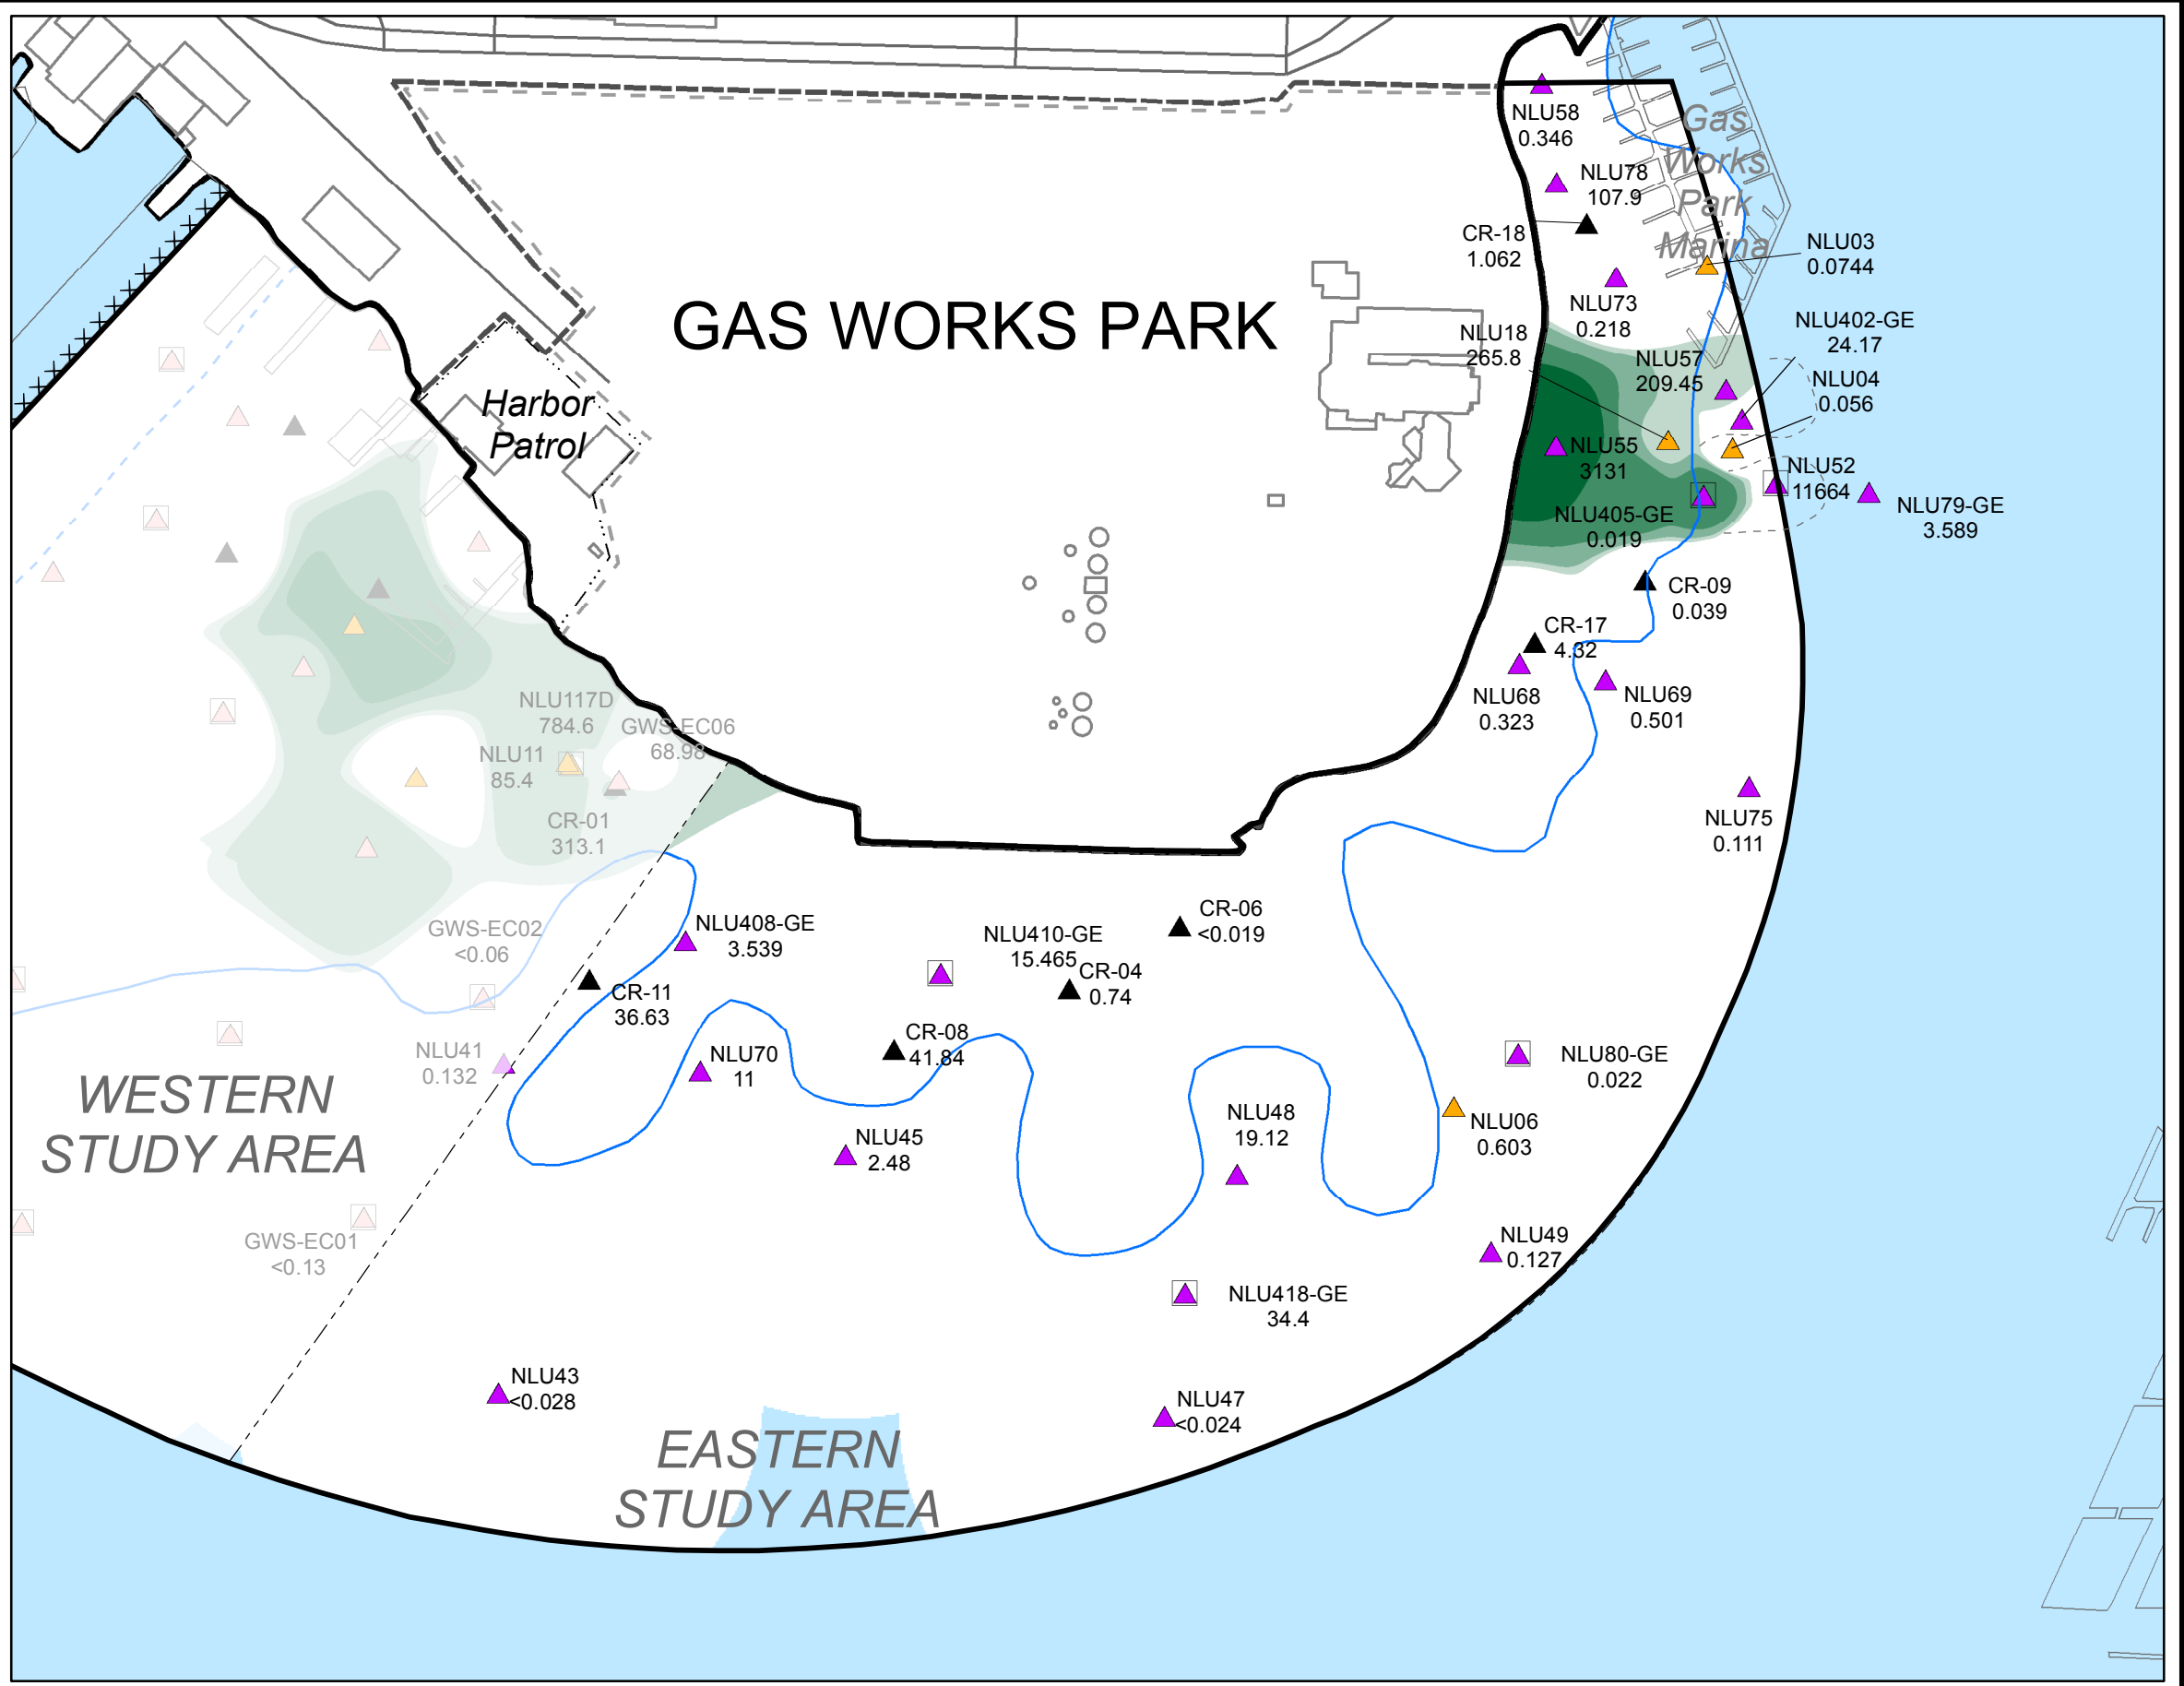 NLU58
0.346
Gas
Works
Park
Marina
NLU78
107.9
CR-18
1.062
NLU03
0.0744
NLU73
0.218
GAS WORKS PARK
NLU402-GE
24.17
NLU18
265.8
NLU57
209.45
NLU04
0.056
Harbor
Patrol
NLU55
3131
NLU52
11664
NLU79-GE
3.589
NLU405-GE
0.019
CR-09
0.039
CR-17
4.32
NLU68
0.323
NLU69
0.501
NLU117D
784.6
GWS-EC06
68.98
NLU11
85.4
CR-01
313.1
NLU75
0.111
GWS-EC02
<0.06
NLU408-GE
3.539
NLU410-GE
15.465
CR-06
<0.019
CR-04
0.74
CR-11
36.63
CR-08
41.84
NLU41
0.132
NLU70
11
NLU80-GE
0.022
WESTERN
STUDY AREA
NLU45
2.48
NLU48
19.12
NLU06
0.603
GWS-EC01
<0.13
NLU49
0.127
NLU418-GE
34.4
NLU43
<0.028
NLU47
<0.024
EASTERN
STUDY AREA